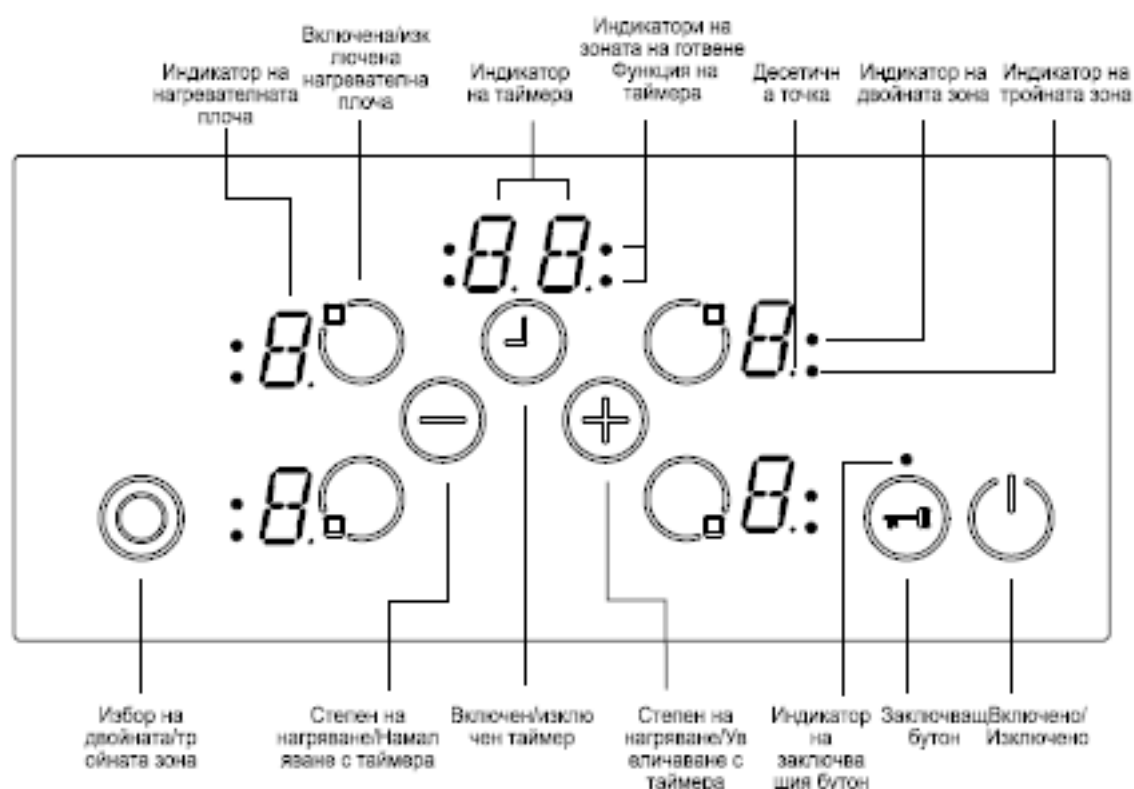 Индикатор на
нагревателната
плоча
Включена/изк
лючена
нагревателна
плоча
Индикатор
на таймера
Индикатори на
зоната на готвене
Функция на
таймера
Десетичн
а точка
Индикатор на
двойната зона
Индикатор на
тройната зона
Избор на
двойната/тр
ойната зона
Степен на
нагряване/Намал
яване с таймера
Включен/изклю
чен таймер
Степен на
нагряване/Ув
еличаване с
таймера
Индикатор
на
заключва
щия бутон
Заключващ
бутон
Включено/
Изключено